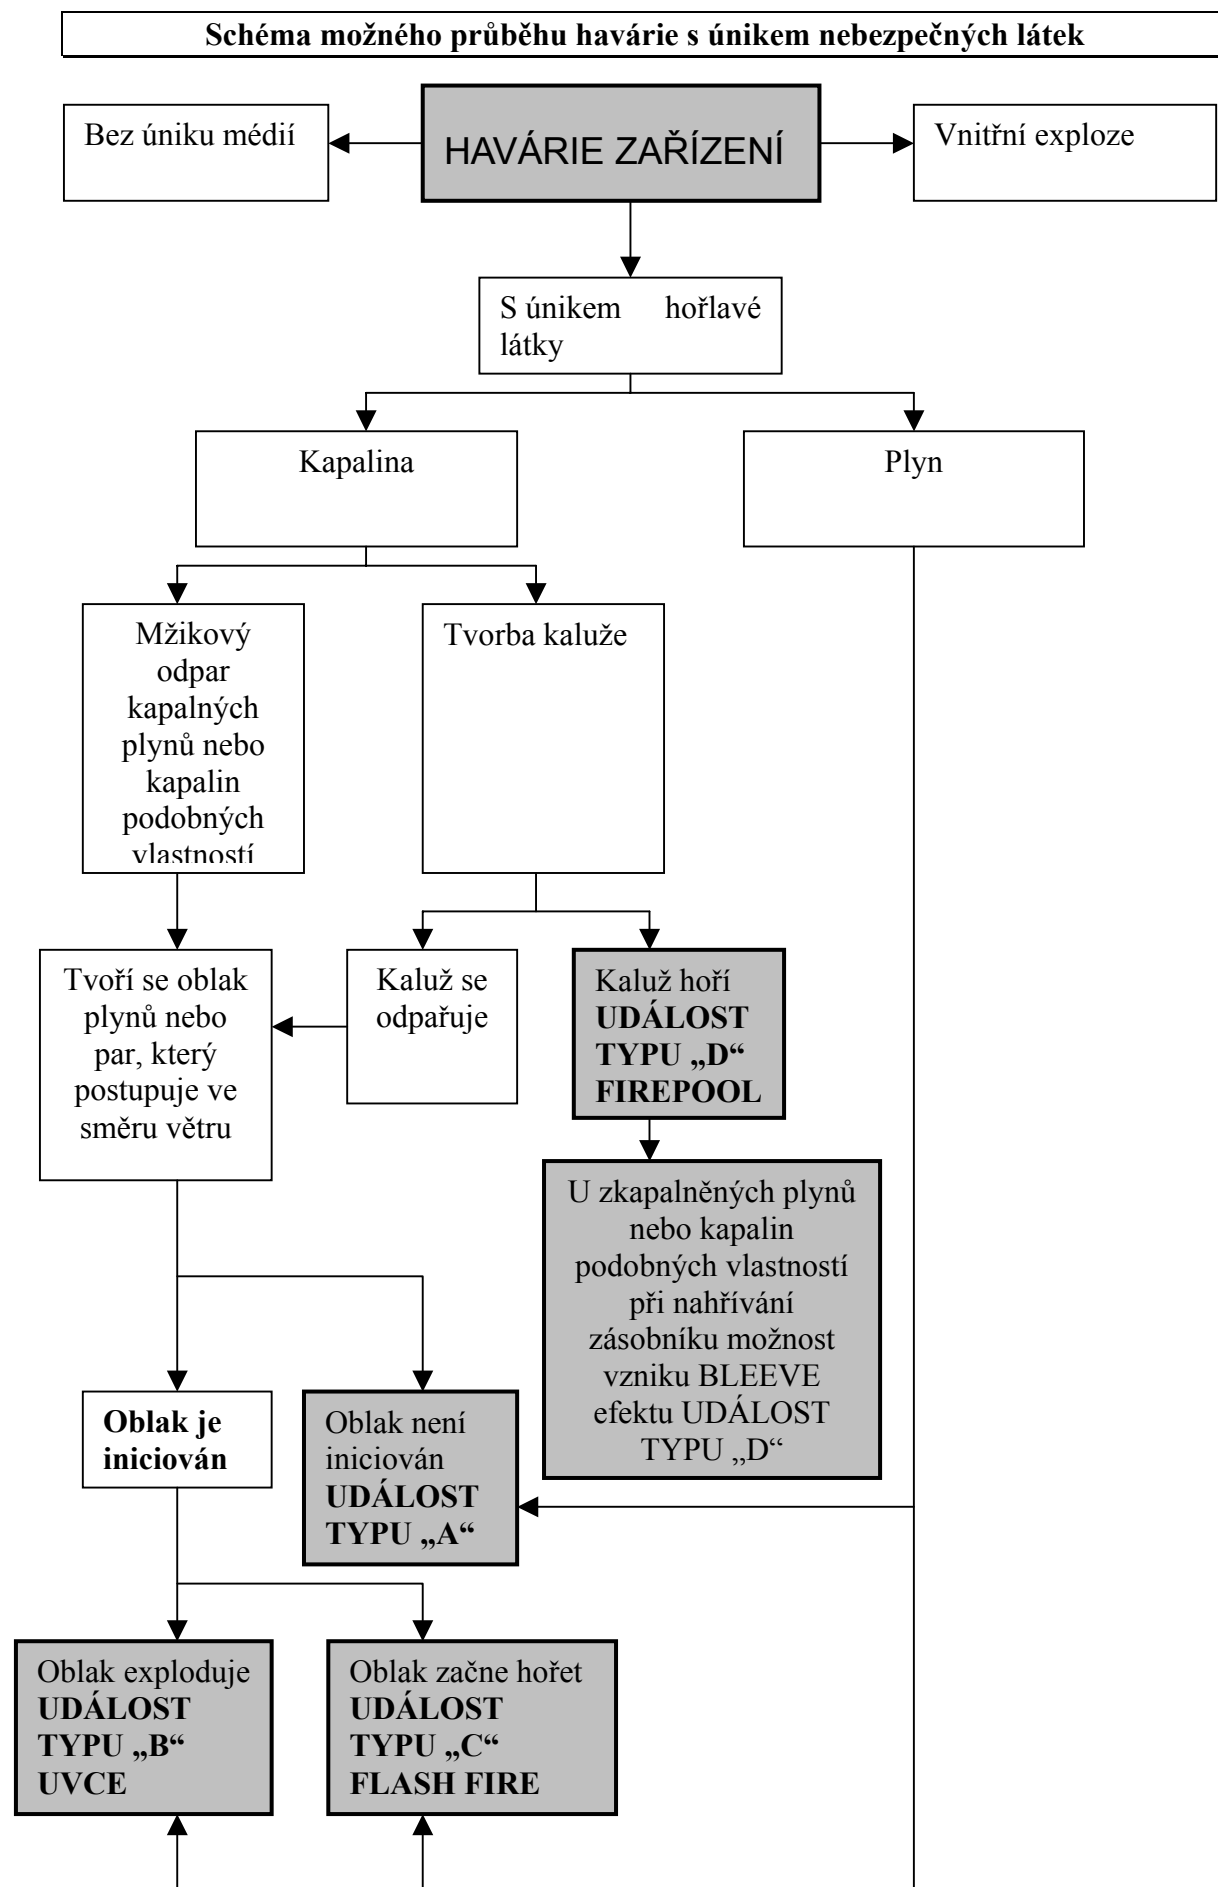 Schéma možného průběhu havárie s únikem nebezpečných látek
Bez úniku médií
HAVÁRIE ZAŘÍZENÍ
Vnitřní exploze
S únikem hořlavé
látky
Kapalina
Plyn
Mžikový
odpar
kapalných
plynů nebo
kapalin
podobných
vlastností
Tvorba kaluže
Tvoří se oblak
plynů nebo
par, který
postupuje ve
směru větru
Kaluž se
odpařuje
Kaluž hoří
UDÁLOST
TYPU „D“
FIREPOOL
U zkapalněných plynů
nebo kapalin
podobných vlastností
při nahřívání
zásobníku možnost
vzniku BLEEVE
efektu UDÁLOST
TYPU „D“
Oblak je
iniciován
Oblak není
iniciován
UDÁLOST
TYPU „A“
Oblak exploduje
UDÁLOST
TYPU „B“
UVCE
Oblak začne hořet
UDÁLOST
TYPU „C“
FLASH FIRE